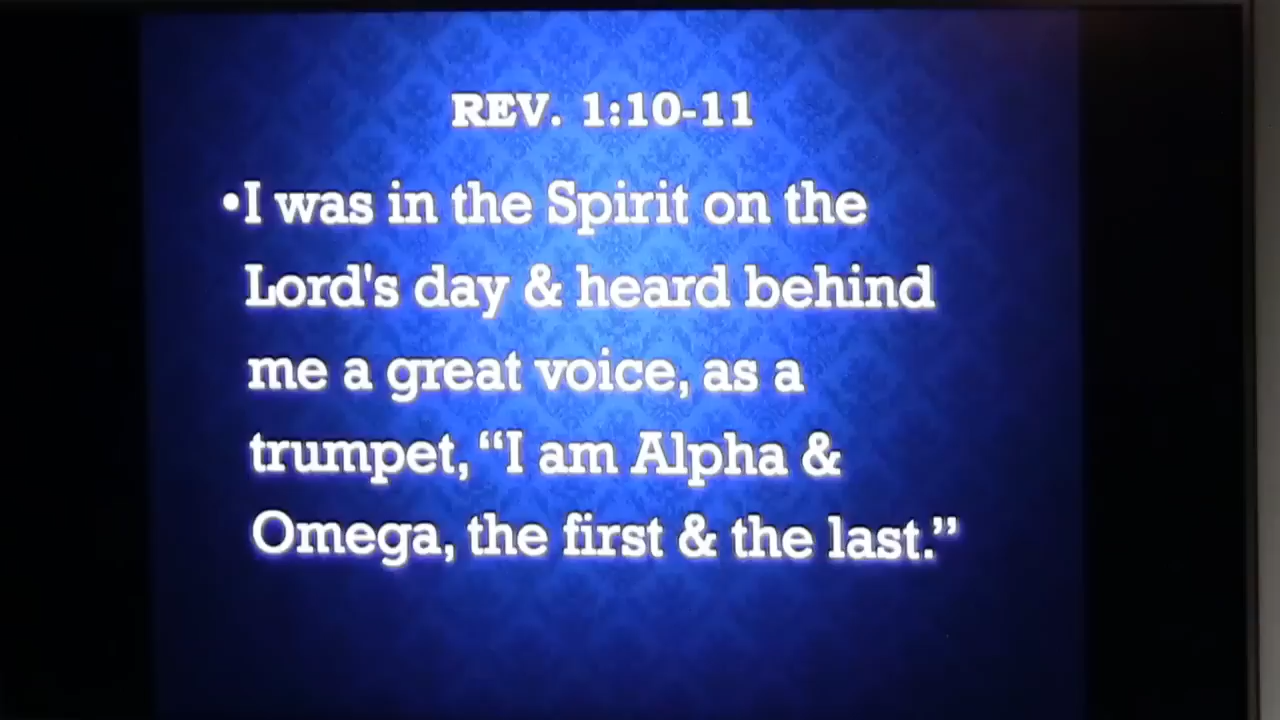 REV. 1:10-11
•I was in the Spirit on the
Lord's day & heard behind
me a great voice, as a
trumpet, “I am Alpha &
Omega, the first & the last.”